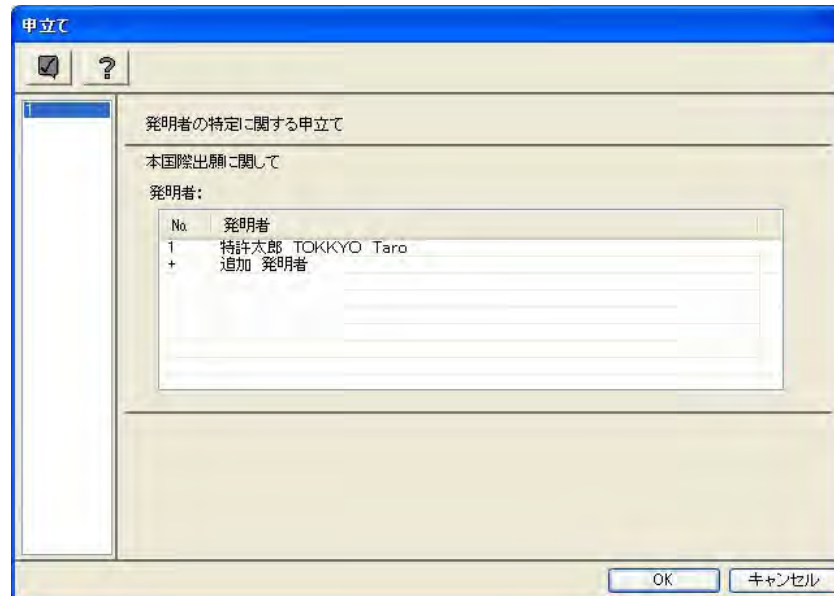 申立て
?
1
発明者の特定に関する申立て
本国際出願に関して
発明者:
No. 発明者
1 特許太郎 TOKKYO Taro
+ 追加 発明者
OK キャンセル